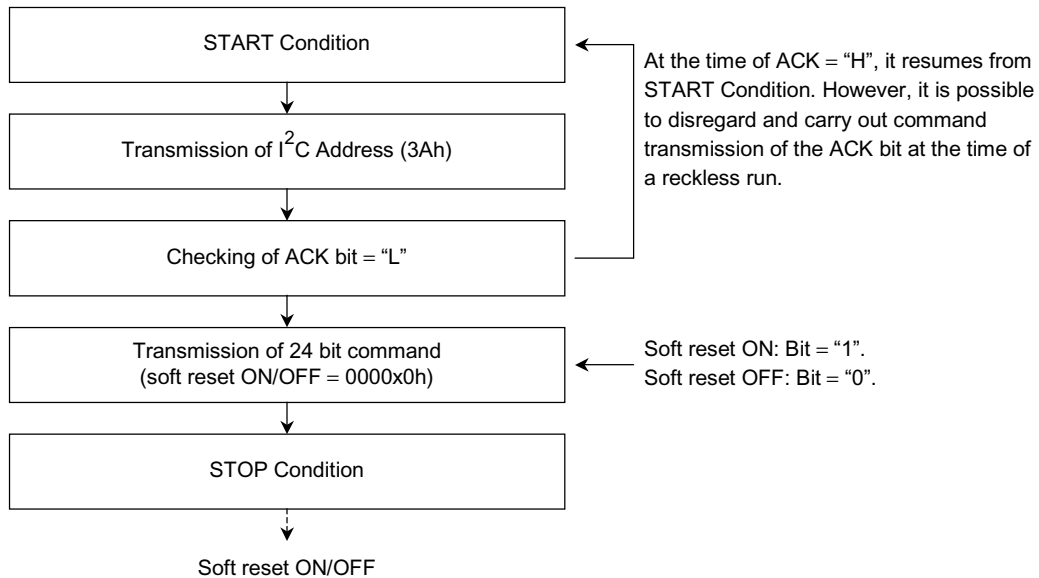 START Condition
At the time of ACK = “H”, it resumes from
START Condition. However, it is possible
to disregard and carry out command
transmission of the ACK bit at the time of
a reckless run.
Transmission of I²C Address (3Ah)
Checking of ACK bit = “L”
Transmission of 24 bit command
(soft reset ON/OFF = 0000x0h)
Soft reset ON: Bit = “1”.
Soft reset OFF: Bit = “0”.
STOP Condition
Soft reset ON/OFF